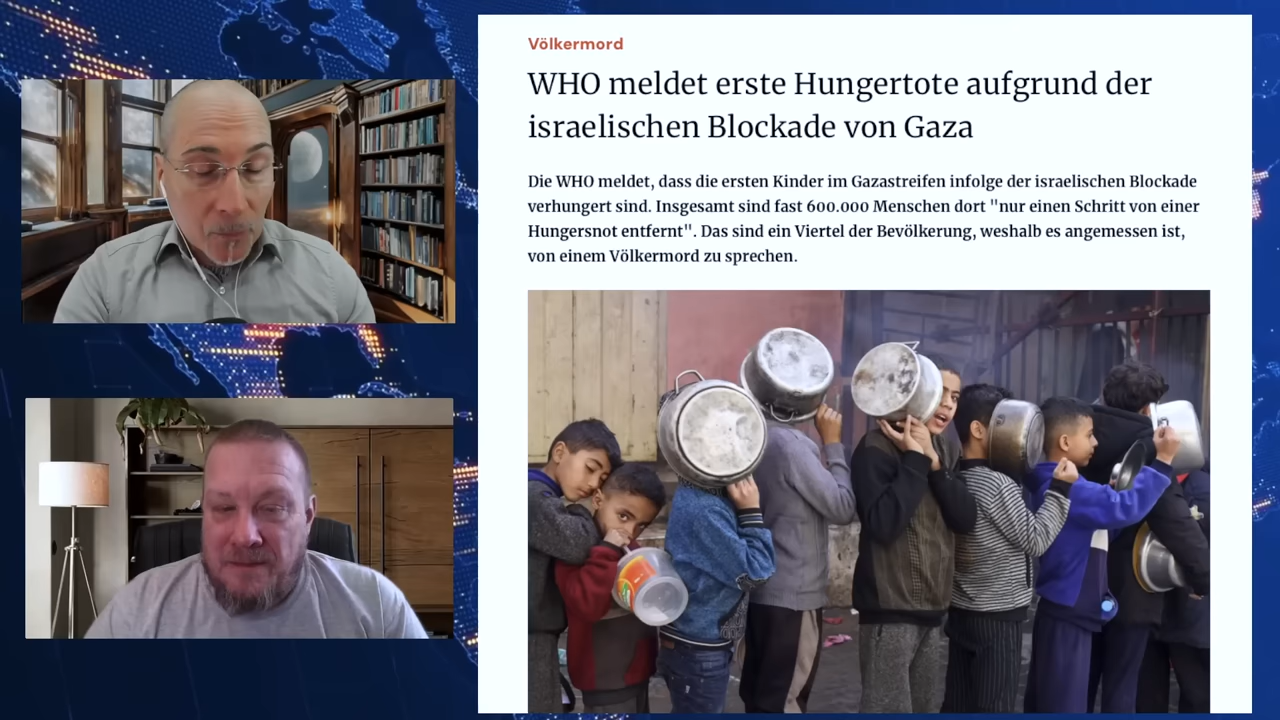 Völkermord
WHO meldet erste Hungertote aufgrund der
israelischen Blockade von Gaza
Die WHO meldet, dass die ersten Kinder im Gazastreifen infolge der israelischen Blockade
verhungert sind. Insgesamt sind fast 600.000 Menschen dort "nur einen Schritt von einer
Hungersnot entfernt". Das sind ein Viertel der Bevölkerung, weshalb es angemessen ist,
von einem Völkermord zu sprechen.